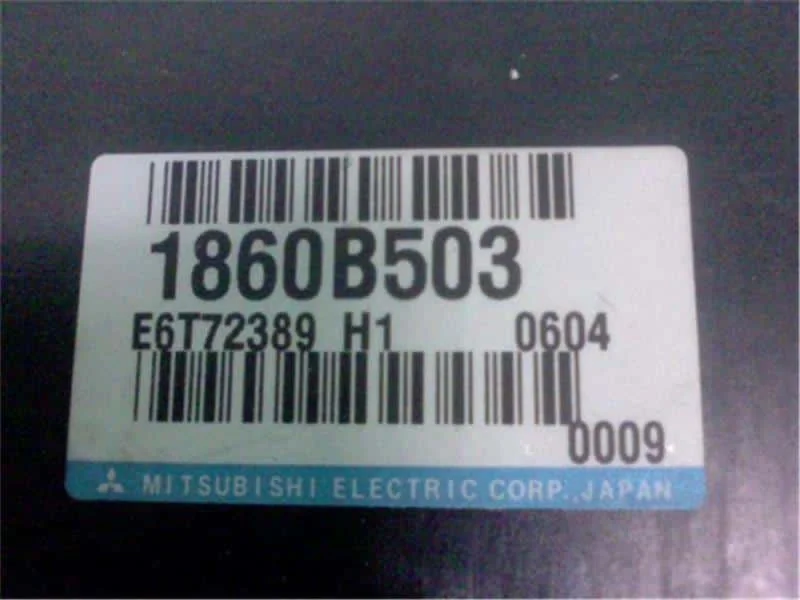 1860B503
E6T72389 H1 0604
0009
MITSUBISHI ELECTRIC CORP.,JAPAN